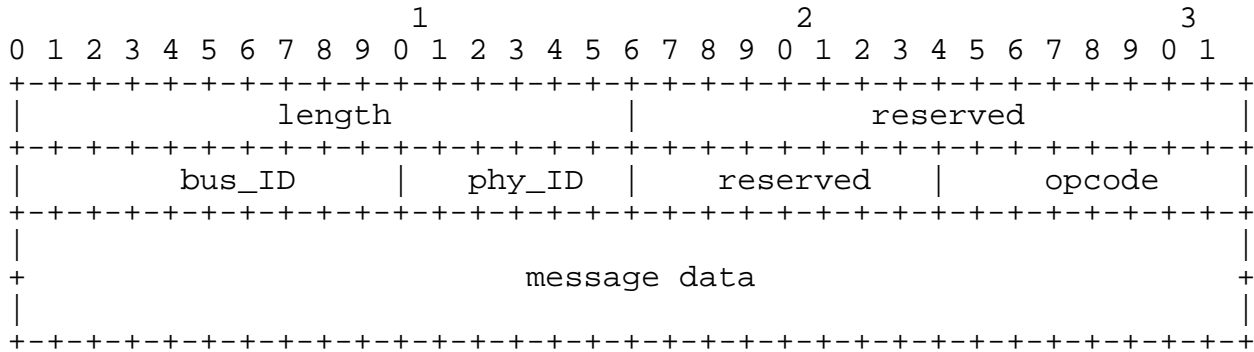 1                   2                   3
 0 1 2 3 4 5 6 7 8 9 0 1 2 3 4 5 6 7 8 9 0 1 2 3 4 5 6 7 8 9 0 1
+-+-+-+-+-+-+-+-+-+-+-+-+-+-+-+-+-+-+-+-+-+-+-+-+-+-+-+-+-+-+-+-+
|             length            |            reserved           |
+-+-+-+-+-+-+-+-+-+-+-+-+-+-+-+-+-+-+-+-+-+-+-+-+-+-+-+-+-+-+-+-+
|        bus_ID     |   phy_ID  |    reserved   |     opcode    |
+-+-+-+-+-+-+-+-+-+-+-+-+-+-+-+-+-+-+-+-+-+-+-+-+-+-+-+-+-+-+-+-+
|                                                               |
+                          message data                         +
|                                                               |
+-+-+-+-+-+-+-+-+-+-+-+-+-+-+-+-+-+-+-+-+-+-+-+-+-+-+-+-+-+-+-+-+